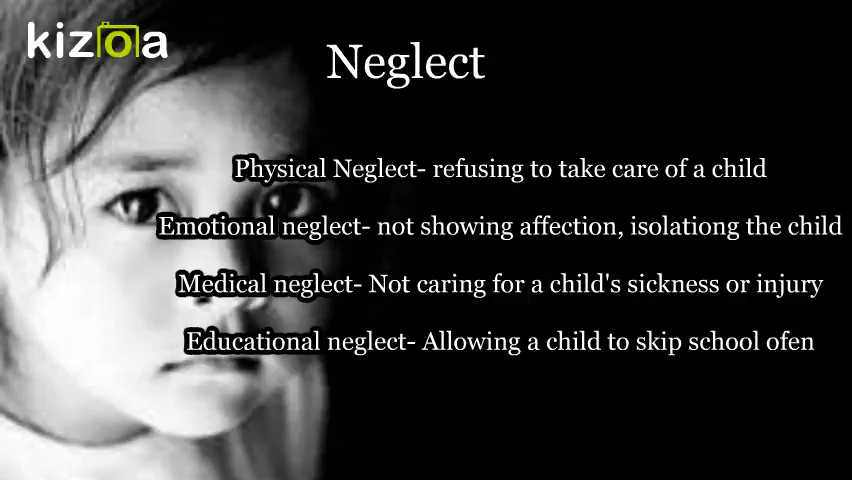 kizoa
Neglect
Physical Neglect- refusing to take care of a child
Emotional neglect- not showing affection, isolationg the child
Medical neglect- Not caring for a child's sickness or injury
Educational neglect- Allowing a child to skip school ofen